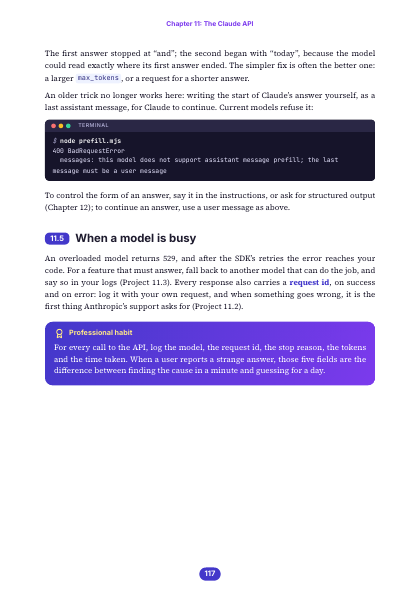 Chapter 11: The Claude API
The first answer stopped at “and”; the second began with “today”, because the model
could read exactly where its first answer ended. The simpler fix is often the better one:
a larger max_tokens, or a request for a shorter answer.
An older trick no longer works here: writing the start of Claude’s answer yourself, as a
last assistant message, for Claude to continue. Current models refuse it:
TERMINAL
$ node prefill.mjs
400 BadRequestError
messages: this model does not support assistant message prefill; the last
message must be a user message
To control the form of an answer, say it in the instructions, or ask for structured output
(Chapter 12); to continue an answer, use a user message as above.
11.5 When a model is busy
An overloaded model returns 529, and after the SDK’s retries the error reaches your
code. For a feature that must answer, fall back to another model that can do the job, and
say so in your logs (Project 11.3). Every response also carries a request id, on success
and on error: log it with your own request, and when something goes wrong, it is the
first thing Anthropic’s support asks for (Project 11.2).
Professional habit
For every call to the API, log the model, the request id, the stop reason, the tokens
and the time taken. When a user reports a strange answer, those five fields are the
difference between finding the cause in a minute and guessing for a day.
117